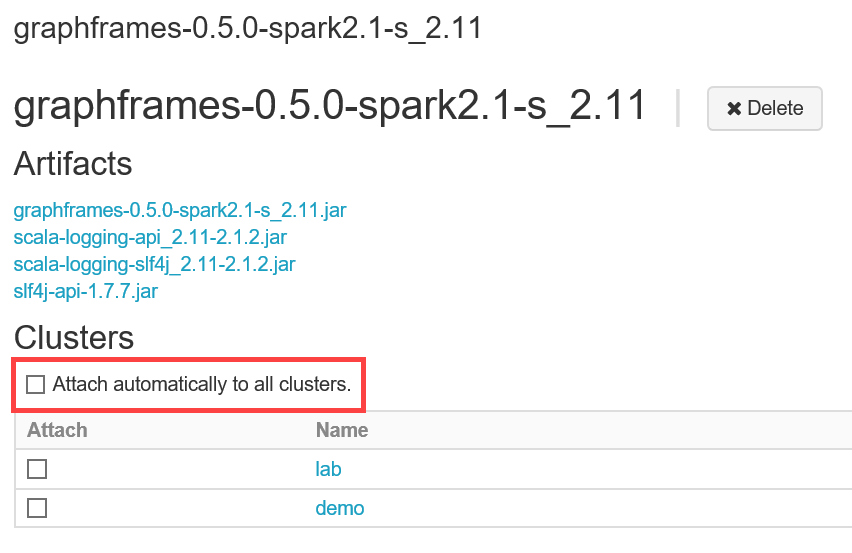 graphframes-0.5.0-spark2.1-s_2.11
graphframes-0.5.0-spark2.1-s_2.11 | ✖ Delete
Artifacts
graphframes-0.5.0-spark2.1-s_2.11.jar
scala-logging-api_2.11-2.1.2.jar
scala-logging-slf4j_2.11-2.1.2.jar
slf4j-api-1.7.7.jar
Clusters
Attach automatically to all clusters.
Attach Name
lab
demo